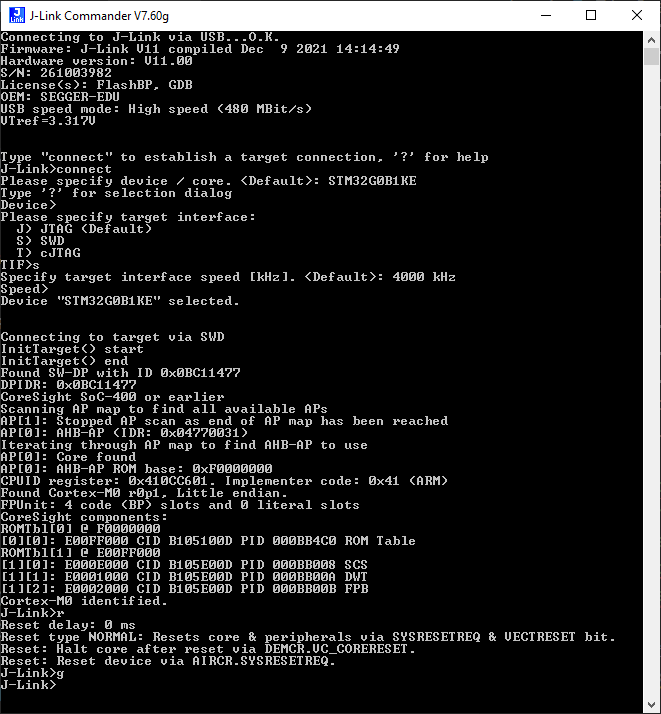 J-Link Commander V7.60g
Connecting to J-Link via USB...O.K.
Firmware: J-Link V11 compiled Dec  9 2021 14:14:49
Hardware version: V11.00
S/N: 261003982
License(s): FlashBP, GDB
OEM: SEGGER-EDU
USB speed mode: High speed (480 MBit/s)
VTref=3.317V
Type "connect" to establish a target connection, '?' for help
J-Link>connect
Please specify device / core. <Default>: STM32G0B1KE
Type '?' for selection dialog
Device>
Please specify target interface:
  J) JTAG (Default)
  S) SWD
  T) cJTAG
TIF>s
Specify target interface speed [kHz]. <Default>: 4000 kHz
Speed>
Device "STM32G0B1KE" selected.
Connecting to target via SWD
InitTarget() start
InitTarget() end
Found SW-DP with ID 0x0BC11477
DPIDR: 0x0BC11477
CoreSight SoC-400 or earlier
Scanning AP map to find all available APs
AP[1]: Stopped AP scan as end of AP map has been reached
AP[0]: AHB-AP (IDR: 0x04770031)
Iterating through AP map to find AHB-AP to use
AP[0]: Core found
AP[0]: AHB-AP ROM base: 0xF0000000
CPUID register: 0x410CC601. Implementer code: 0x41 (ARM)
Found Cortex-M0 r0p1, Little endian.
FPUnit: 4 code (BP) slots and 0 literal slots
CoreSight components:
ROMTbl[0] @ F0000000
[0][0]: E00FF000 CID B105100D PID 000BB4C0 ROM Table
ROMTbl[1] @ E00FF000
[1][0]: E000E000 CID B105E00D PID 000BB008 SCS
[1][1]: E0001000 CID B105E00D PID 000BB00A DWT
[1][2]: E0002000 CID B105E00D PID 000BB00B FPB
Cortex-M0 identified.
J-Link>r
Reset delay: 0 ms
Reset type NORMAL: Resets core & peripherals via SYSRESETREQ & VECTRESET bit.
Reset: Halt core after reset via DEMCR.VC_CORERESET.
Reset: Reset device via AIRCR.SYSRESETREQ.
J-Link>g
J-Link>